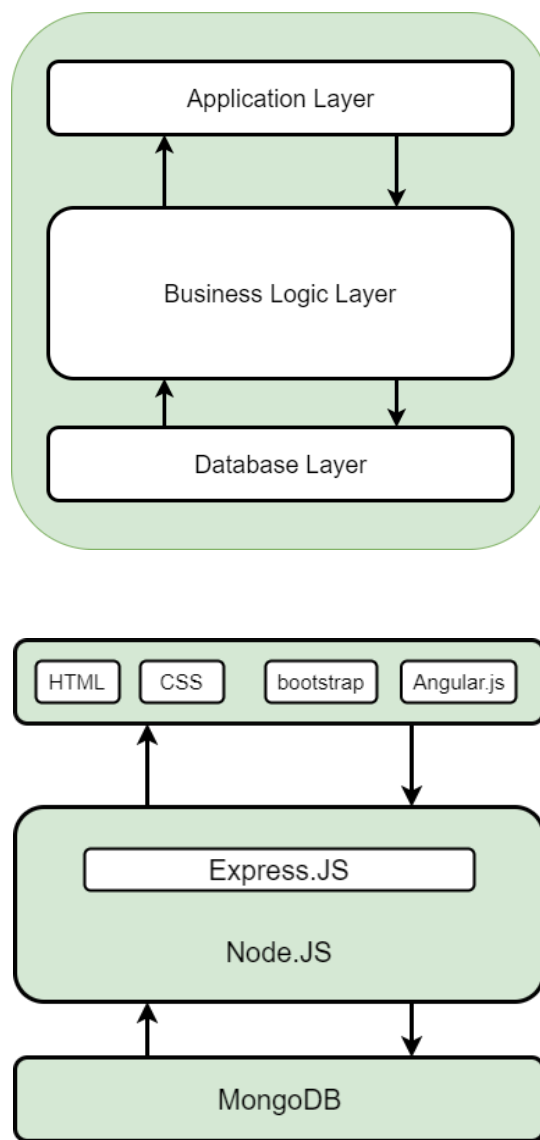 Application Layer
Business Logic Layer
Database Layer
HTML CSS bootstrap Angular.js
Express.JS
Node.JS
MongoDB